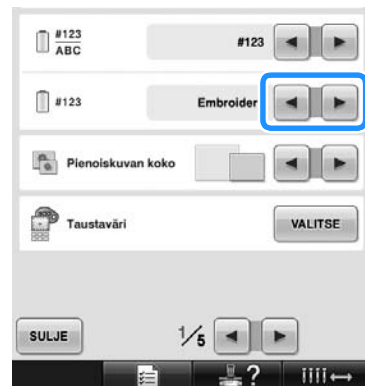 #123
ABC
#123
#123
Embroider
Pienoiskuvan koko
Taustaväri
VALITSE
SULJE
1/5
?